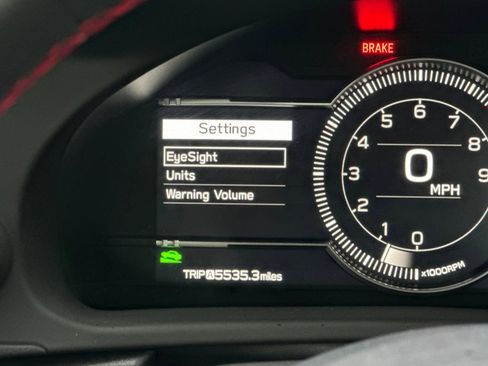 BRAKE
Settings
EyeSight
Units
Warning Volume
TRIP A 5535.3 miles
0
MPH
0
1
2
3
4
5
6
7
8
9
x1000RPM